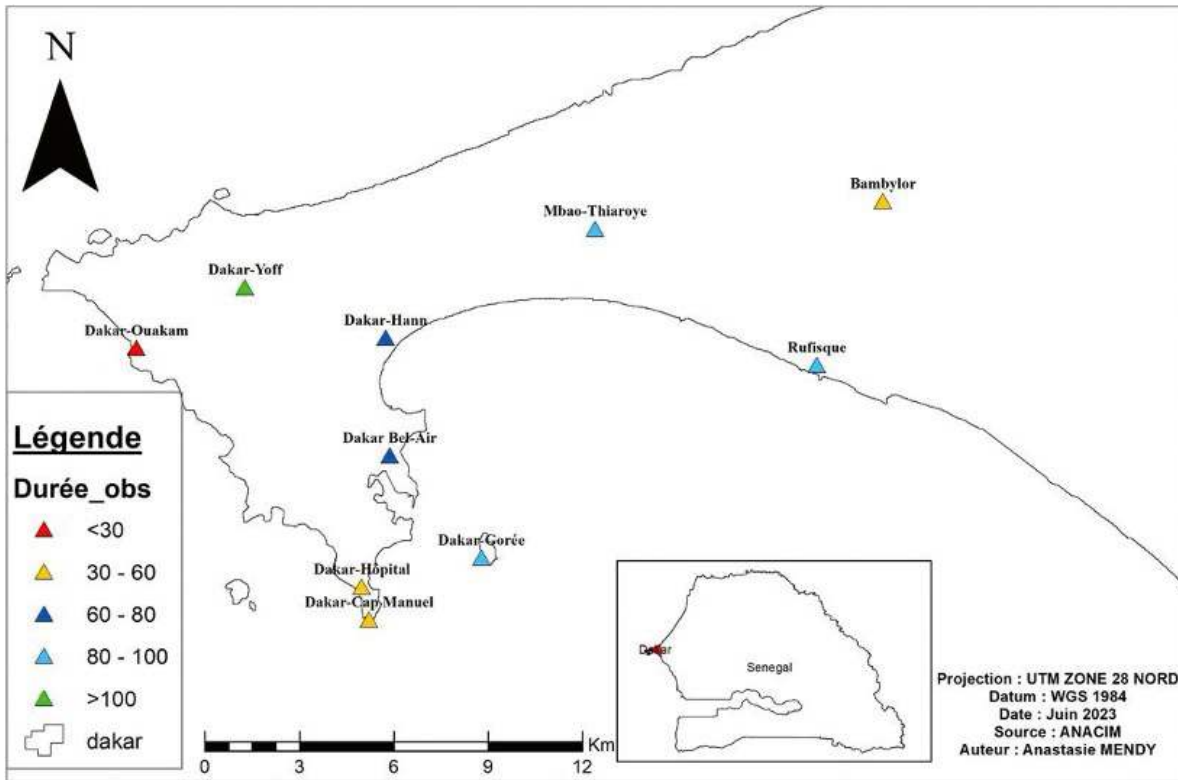 N
Bambylor
Mbao-Thiaroye
Dakar-Yoff
Dakar-Hann
Dakar-Ouakam
Rufisque
Dakar Bel-Air
Dakar-Gorée
Dakar-Hôpital
Dakar-Cap Manuel
Légende
Durée_obs
<30
30 - 60
60 - 80
80 - 100
>100
dakar
Km
0 3 6 9 12
Dakar
Senegal
Projection : UTM ZONE 28 NORD
Datum : WGS 1984
Date : Juin 2023
Source : ANACIM
Auteur : Anastasie MENDY